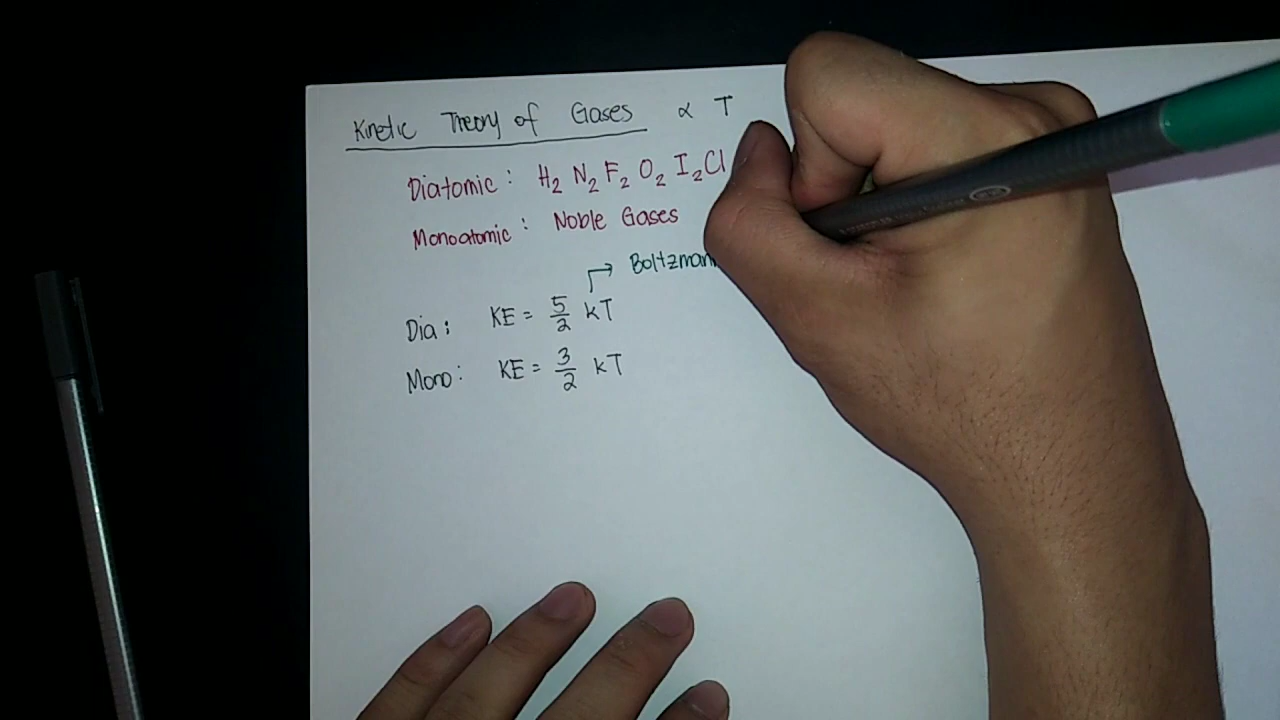 Kinetic Theory of Gases ∝ T
Diatomic: H₂ N₂ F₂ O₂ I₂ Cl
Monoatomic: Noble Gases
Boltzmann
Dia: KE = 5/2 kT
Mono: KE = 3/2 kT